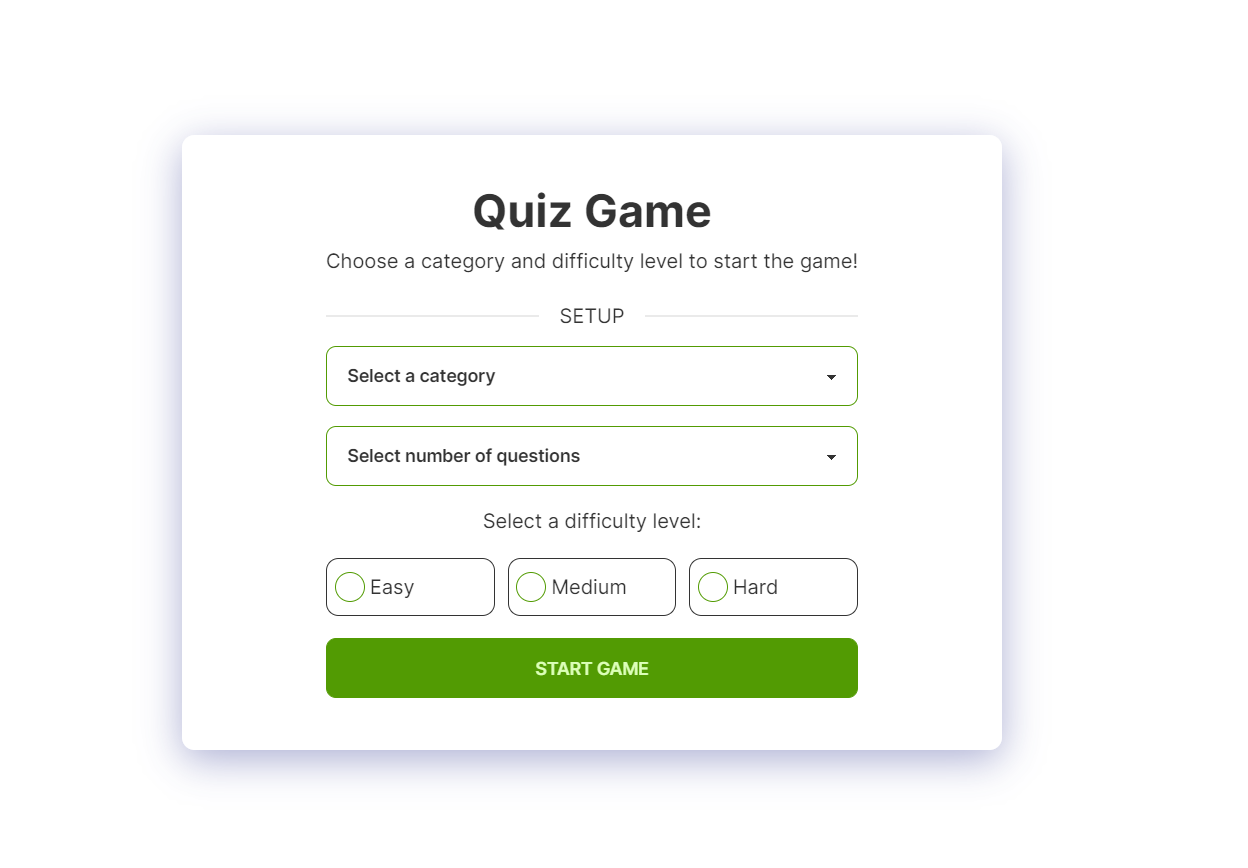 Quiz Game
Choose a category and difficulty level to start the game!
SETUP
Select a category
Select number of questions
Select a difficulty level:
Easy Medium Hard
START GAME